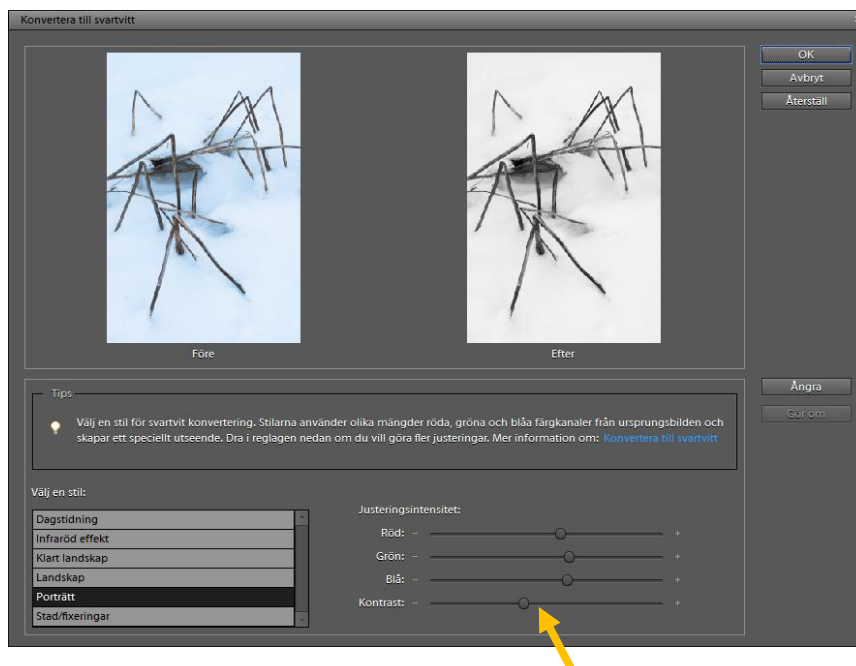 Konvertera till svartvitt
OK
Avbryt
Återställ
Före
Efter
Ångra
Gör om
Tips
Välj en stil för svartvit konvertering. Stilarna använder olika mängder röda, gröna och blåa färgkanaler från ursprungsbilden och
skapar ett speciellt utseende. Dra i reglagen nedan om du vill göra fler justeringar. Mer information om: Konvertera till svartvitt
Välj en stil:
Dagstidning
Infraröd effekt
Klart landskap
Landskap
Porträtt
Stad/fixeringar
Justeringsintensitet:
Röd: - +
Grön: - +
Blå: - +
Kontrast: - +